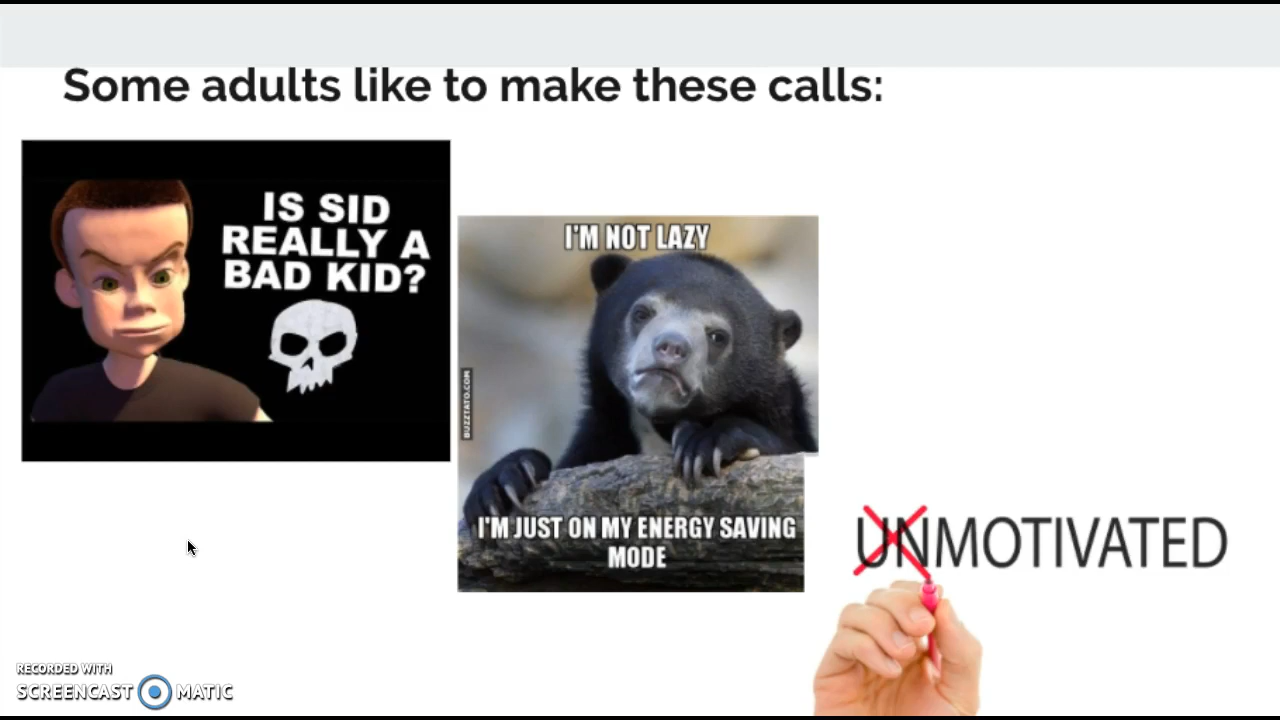 Some adults like to make these calls:
IS SID
REALLY A
BAD KID?
I'M NOT LAZY
BUZZTATO.COM
I'M JUST ON MY ENERGY SAVING
MODE
UNMOTIVATED
RECORDED WITH
SCREENCAST MATIC